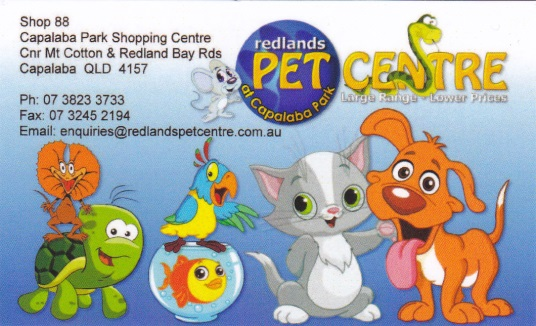 Shop 88
Capalaba Park Shopping Centre
Cnr Mt Cotton & Redland Bay Rds
Capalaba QLD 4157
Ph: 07 3823 3733
Fax: 07 3245 2194
Email: enquiries@redlandspetcentre.com.au
redlands
PET CENTRE
at Capalaba Park
Large Range - Lower Prices